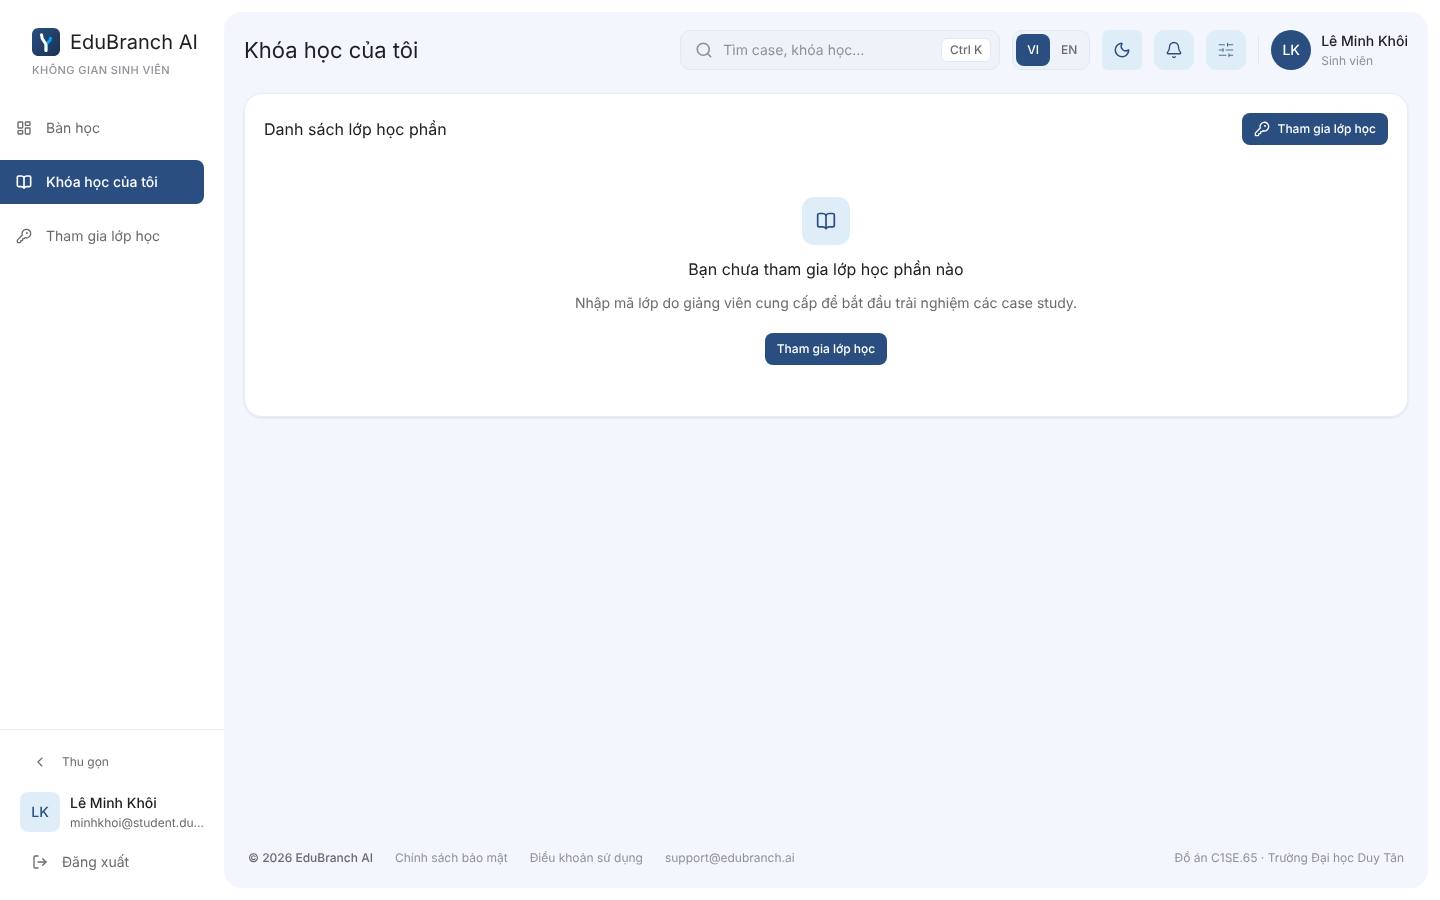 EduBranch AI
KHÔNG GIAN SINH VIÊN
Bàn học
Khóa học của tôi
Tham gia lớp học
Thu gọn
LK
Lê Minh Khôi
minhkhoi@student.du...
Đăng xuất
Khóa học của tôi
Tìm case, khóa học...
Ctrl K
VI
EN
LK
Lê Minh Khôi
Sinh viên
Danh sách lớp học phần
Tham gia lớp học
Bạn chưa tham gia lớp học phần nào
Nhập mã lớp do giảng viên cung cấp để bắt đầu trải nghiệm các case study.
Tham gia lớp học
© 2026 EduBranch AI
Chính sách bảo mật
Điều khoản sử dụng
support@edubranch.ai
Đồ án C1SE.65 · Trường Đại học Duy Tân